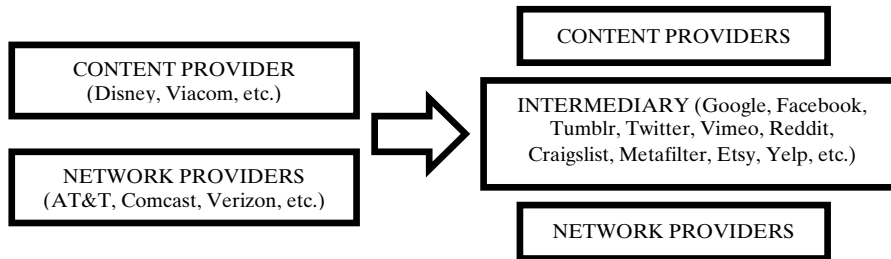 CONTENT PROVIDER
(Disney, Viacom, etc.)
NETWORK PROVIDERS
(AT&T, Comcast, Verizon, etc.)
CONTENT PROVIDERS
INTERMEDIARY (Google, Facebook,
Tumblr, Twitter, Vimeo, Reddit,
Craigslist, Metafilter, Etsy, Yelp, etc.)
NETWORK PROVIDERS